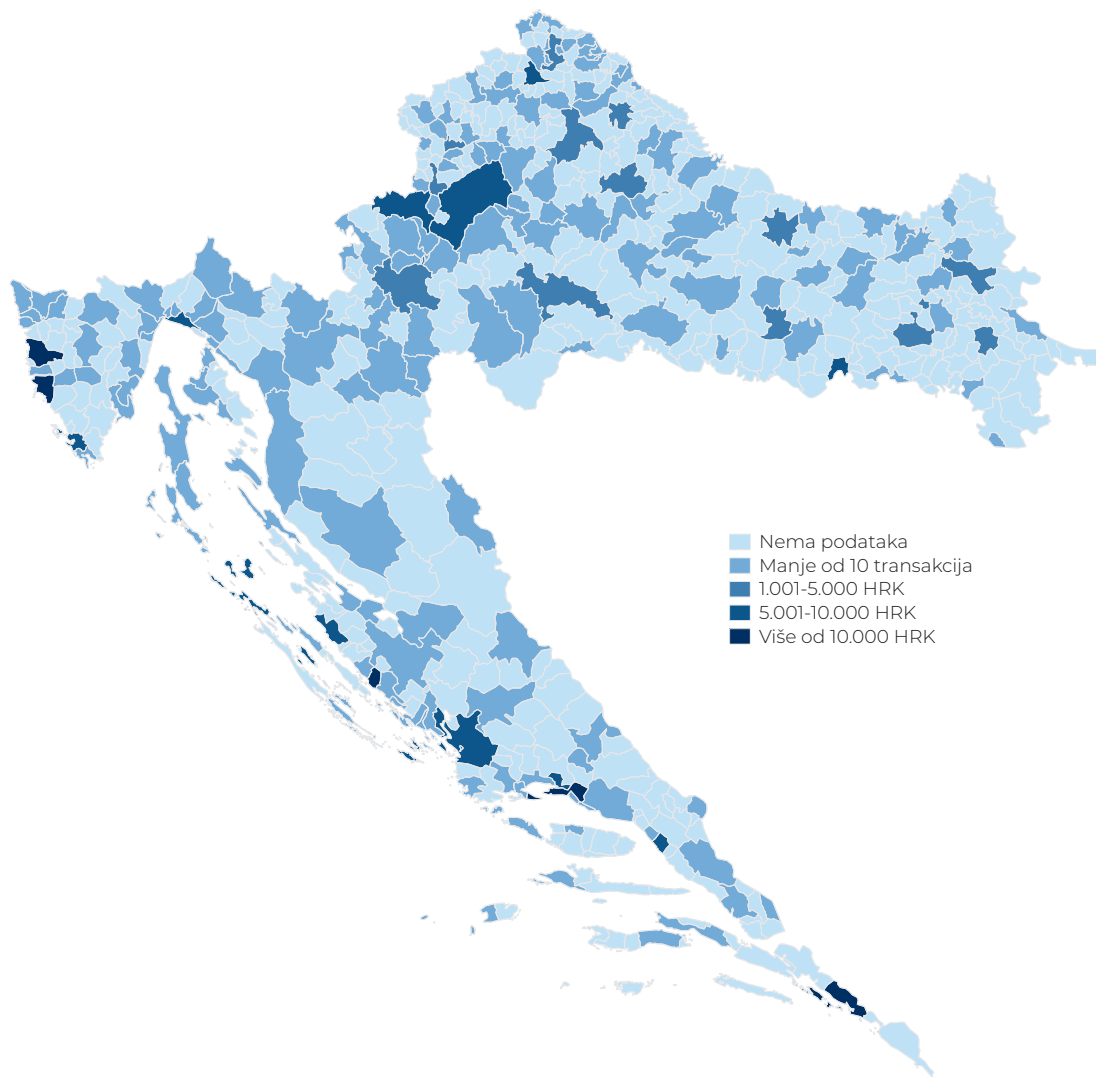 Nema podataka
Manje od 10 transakcija
1.001-5.000 HRK
5.001-10.000 HRK
Više od 10.000 HRK